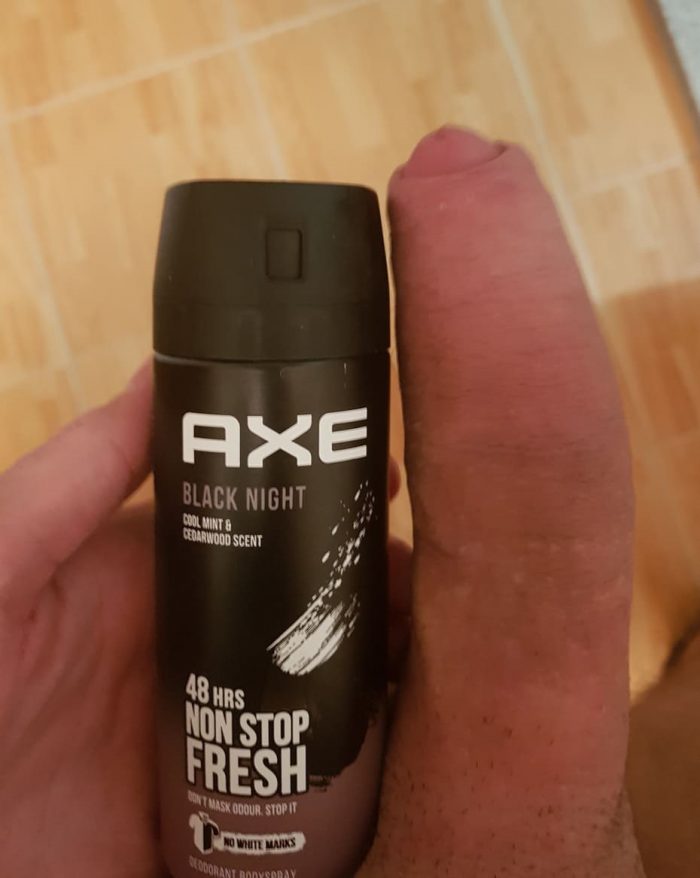 AXE
BLACK NIGHT
COOL MINT &
CEDARWOOD SCENT
48 HRS
NON STOP
FRESH
DON'T MASK ODOUR. STOP IT
NO WHITE MARKS
DEODORANT BODYSPRAY